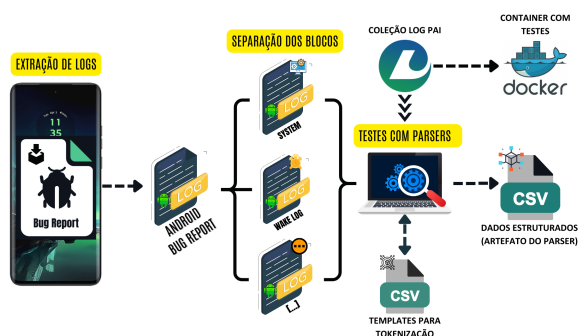 EXTRAÇÃO DE LOGS
11
35
Bug Report
ANDROID
BUG REPORT
SEPARAÇÃO DOS BLOCOS
LOG
SYSTEM
LOG
WAKE LOG
LOG
[...]
LOG
COLEÇÃO LOG PAI
TESTES COM PARSERS
CONTAINER COM
TESTES
docker
CSV
DADOS ESTRUTURADOS
(ARTEFATO DO PARSER)
CSV
TEMPLATES PARA
TOKENIZAÇÃO